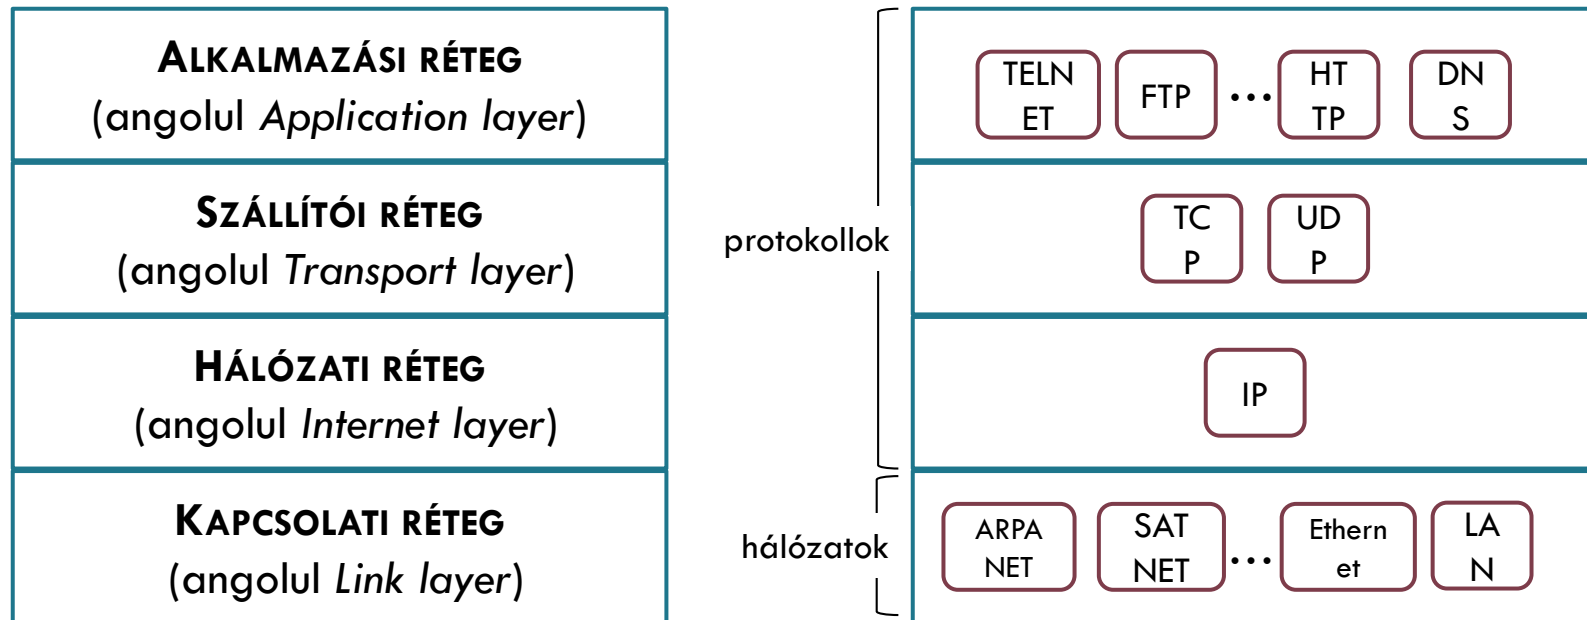 ALKALMAZÁSI RÉTEG
(angolul Application layer)
SZÁLLÍTÓI RÉTEG
(angolul Transport layer)
HÁLÓZATI RÉTEG
(angolul Internet layer)
KAPCSOLATI RÉTEG
(angolul Link layer)
protokollok
hálózatok
TELN
ET
FTP
...
HT
TP
DN
S
TC
P
UD
P
IP
ARPA
NET
SAT
NET
...
Ethern
et
LA
N